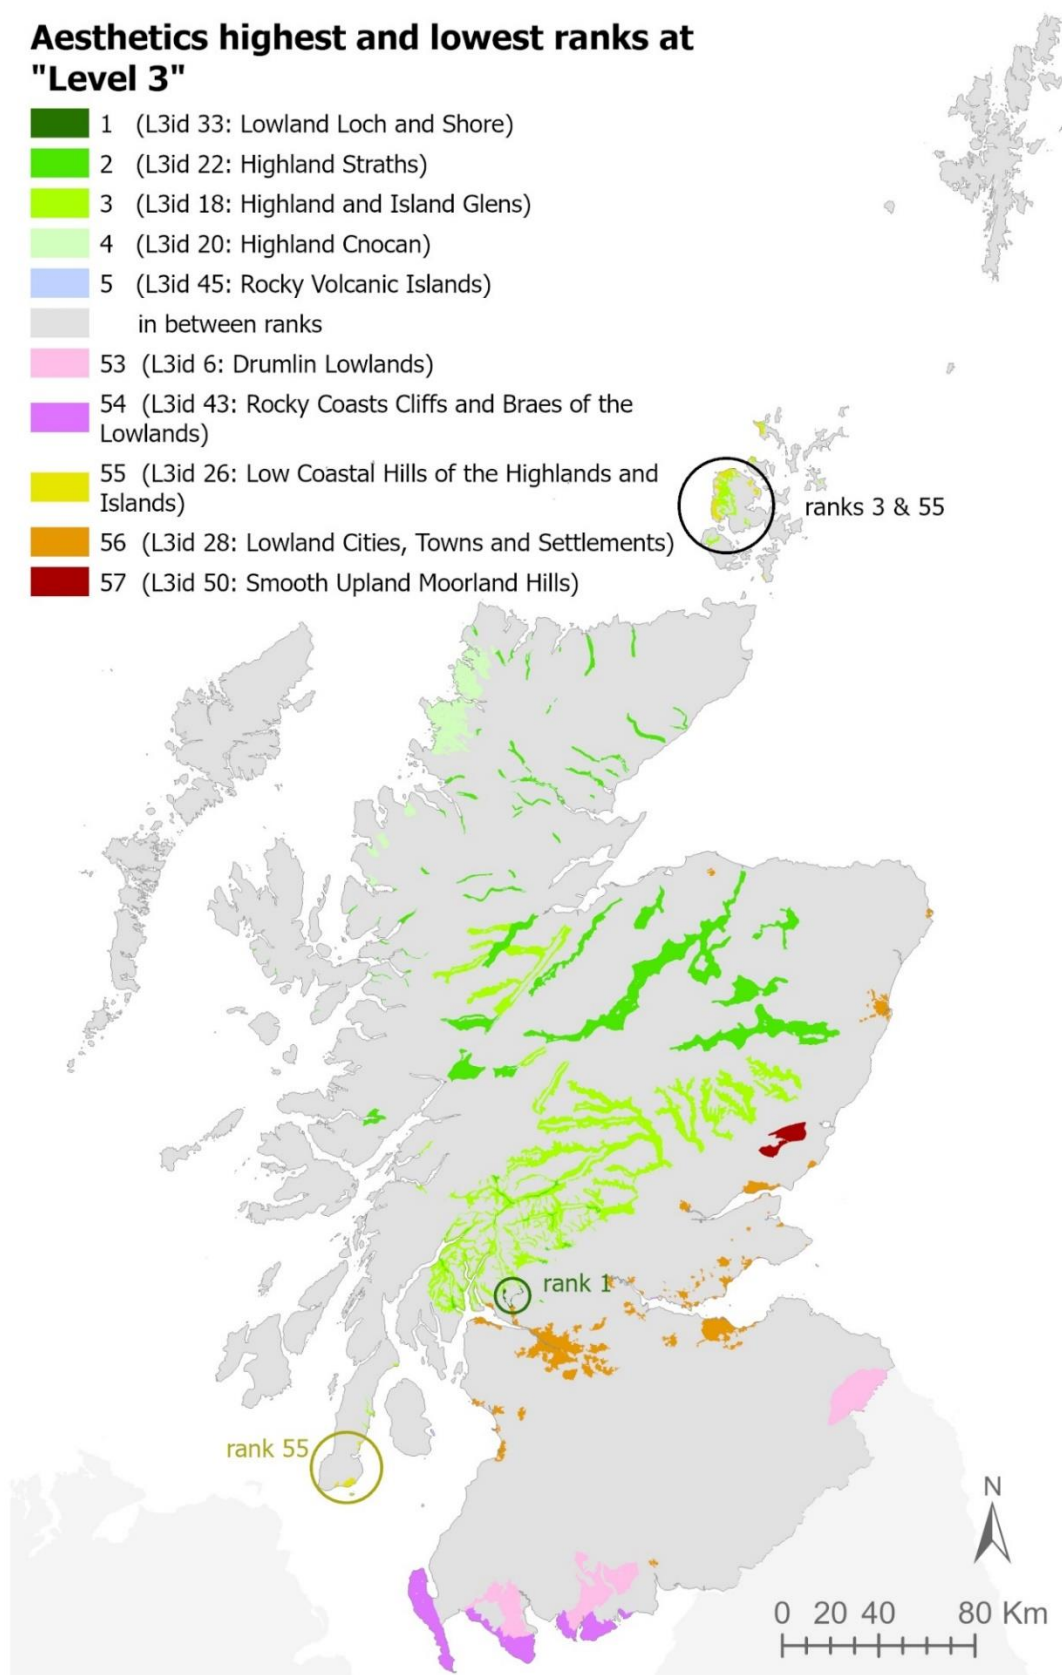 Aesthetics highest and lowest ranks at
"Level 3"
1 (L3id 33: Lowland Loch and Shore)
2 (L3id 22: Highland Straths)
3 (L3id 18: Highland and Island Glens)
4 (L3id 20: Highland Cnocan)
5 (L3id 45: Rocky Volcanic Islands)
in between ranks
53 (L3id 6: Drumlin Lowlands)
54 (L3id 43: Rocky Coasts Cliffs and Braes of the
Lowlands)
55 (L3id 26: Low Coastal Hills of the Highlands and
Islands)
56 (L3id 28: Lowland Cities, Towns and Settlements)
57 (L3id 50: Smooth Upland Moorland Hills)
ranks 3 & 55
rank 1
rank 55
N
0 20 40 80 Km